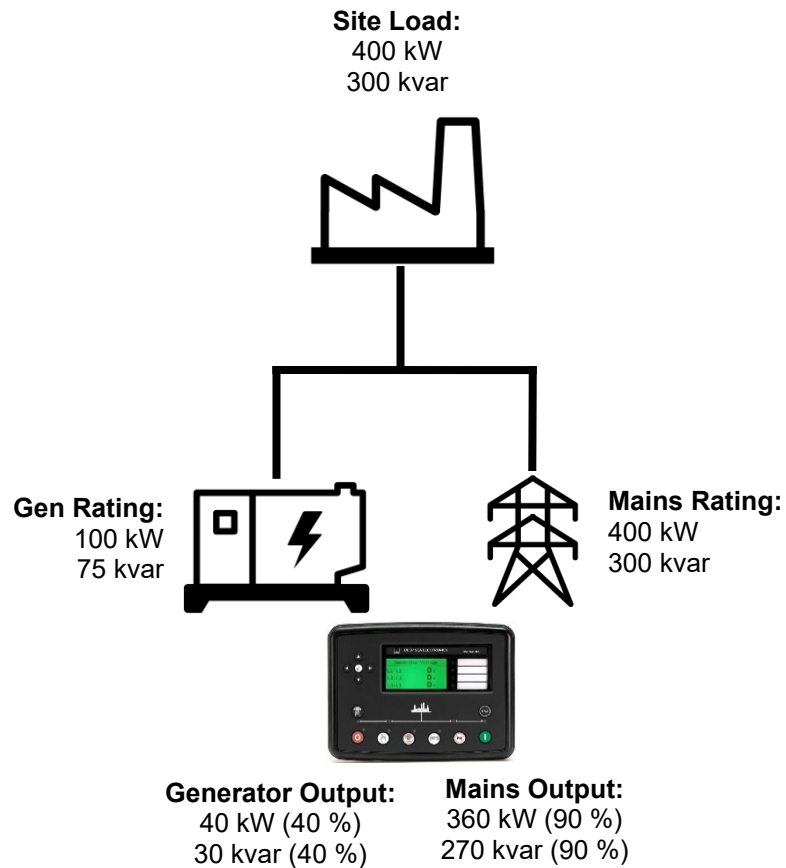 Site Load:
400 kW
300 kvar
Gen Rating:
100 kW
75 kvar
Mains Rating:
400 kW
300 kvar
Generator Output:
40 kW (40 %)
30 kvar (40 %)
Mains Output:
360 kW (90 %)
270 kvar (90 %)